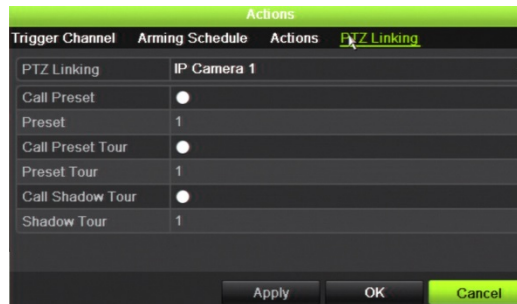 Actions
Trigger Channel Arming Schedule Actions PTZ Linking
PTZ Linking IP Camera 1
Call Preset
Preset 1
Call Preset Tour
Preset Tour 1
Call Shadow Tour
Shadow Tour 1
Apply OK Cancel